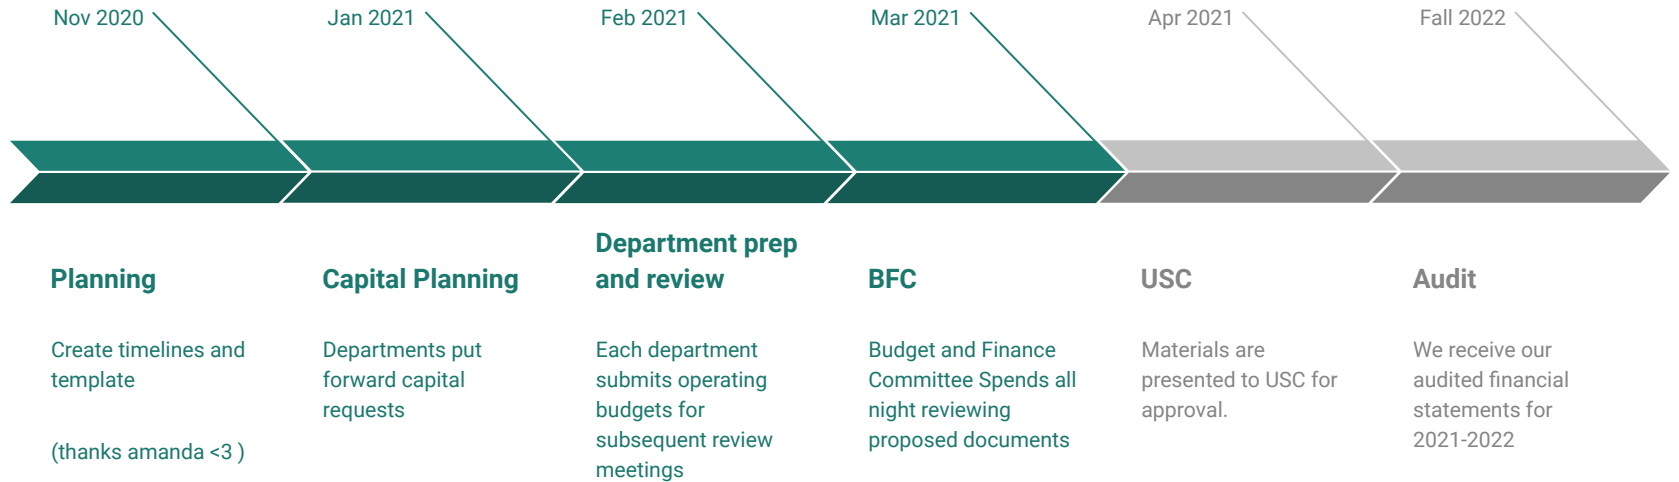 Nov 2020
Jan 2021
Feb 2021
Mar 2021
Apr 2021
Fall 2022
Planning
Create timelines and
template
(thanks amanda <3 )
Capital Planning
Departments put
forward capital
requests
Department prep
and review
Each department
submits operating
budgets for
subsequent review
meetings
BFC
Budget and Finance
Committee Spends all
night reviewing
proposed documents
USC
Materials are
presented to USC for
approval.
Audit
We receive our
audited financial
statements for
2021-2022